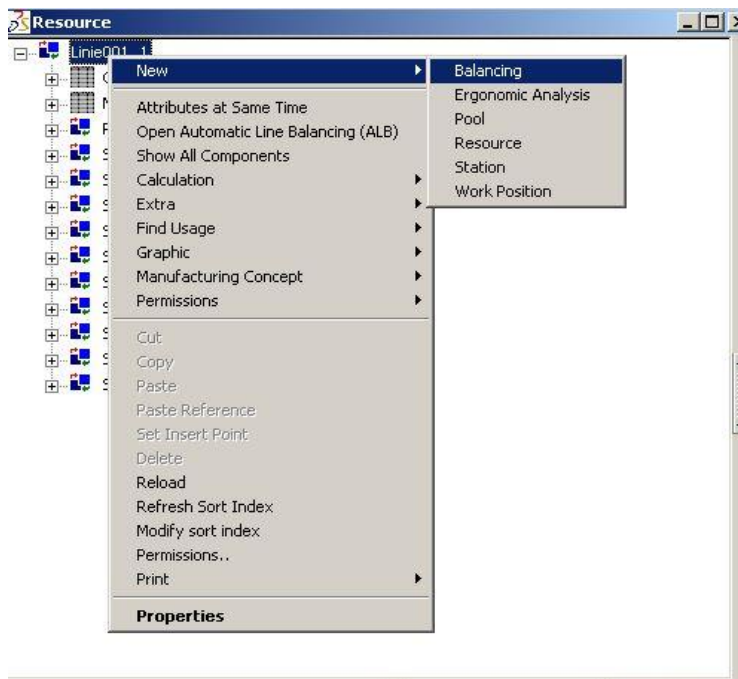 Resource
Linie001_1
New
Attributes at Same Time
Open Automatic Line Balancing (ALB)
Show All Components
Calculation
Extra
Find Usage
Graphic
Manufacturing Concept
Permissions
Cut
Copy
Paste
Paste Reference
Set Insert Point
Delete
Reload
Refresh Sort Index
Modify sort index
Permissions..
Print
Properties
Balancing
Ergonomic Analysis
Pool
Resource
Station
Work Position